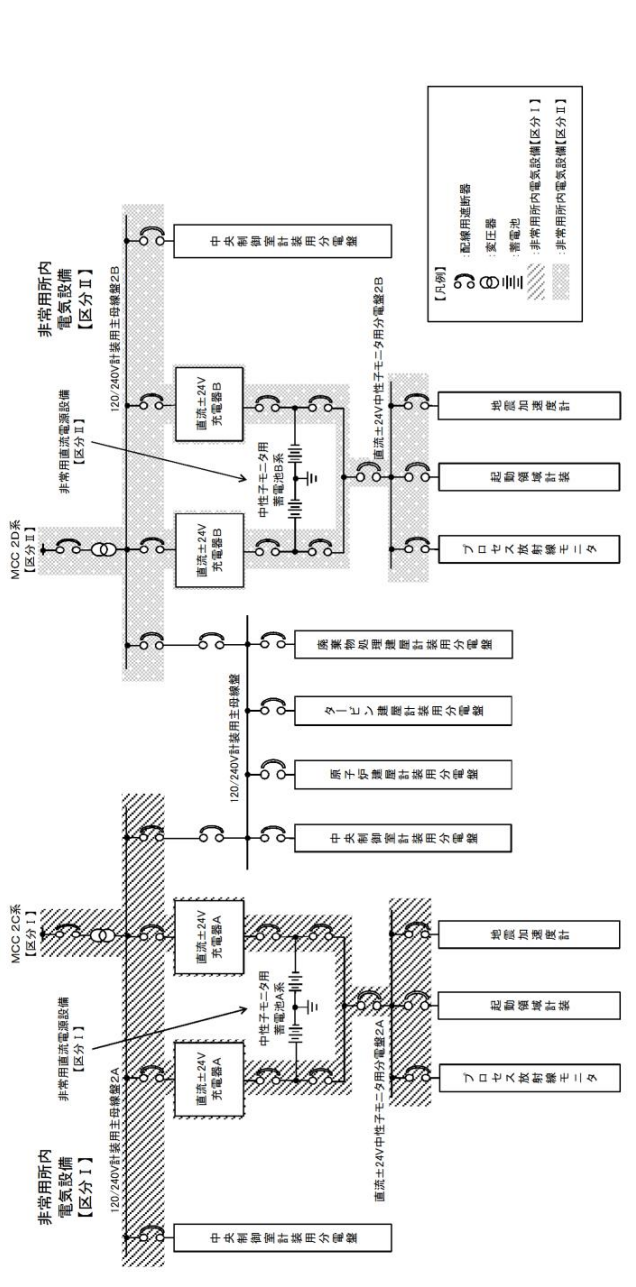 非常用所内
電気設備
【区分Ⅰ】
120/240V計装用主母線盤2A
中央制御室計装用分電盤
非常用直流電源設備
【区分Ⅰ】
MCC 2C系
【区分Ⅰ】
直流±24V
充電器A
直流±24V
充電器A
中性子モニタ用
蓄電池A系
直流±24V中性子モニタ用分電盤2A
プロセス放射線モニタ
起動領域計装
地震加速度計
120/240V計装用主母線盤
中央制御室計装用分電盤
原子炉建屋計装用分電盤
タービン建屋計装用分電盤
廃棄物処理建屋計装用分電盤
MCC 2D系
【区分Ⅱ】
非常用直流電源設備
【区分Ⅱ】
非常用所内
電気設備
【区分Ⅱ】
120/240V計装用主母線盤2B
中央制御室計装用分電盤
直流±24V
充電器B
直流±24V
充電器B
中性子モニタ用
蓄電池B系
直流±24V中性子モニタ用分電盤2B
プロセス放射線モニタ
起動領域計装
地震加速度計
【凡例】
:配線用遮断器
:変圧器
:蓄電池
:非常用所内電気設備【区分Ⅰ】
:非常用所内電気設備【区分Ⅱ】